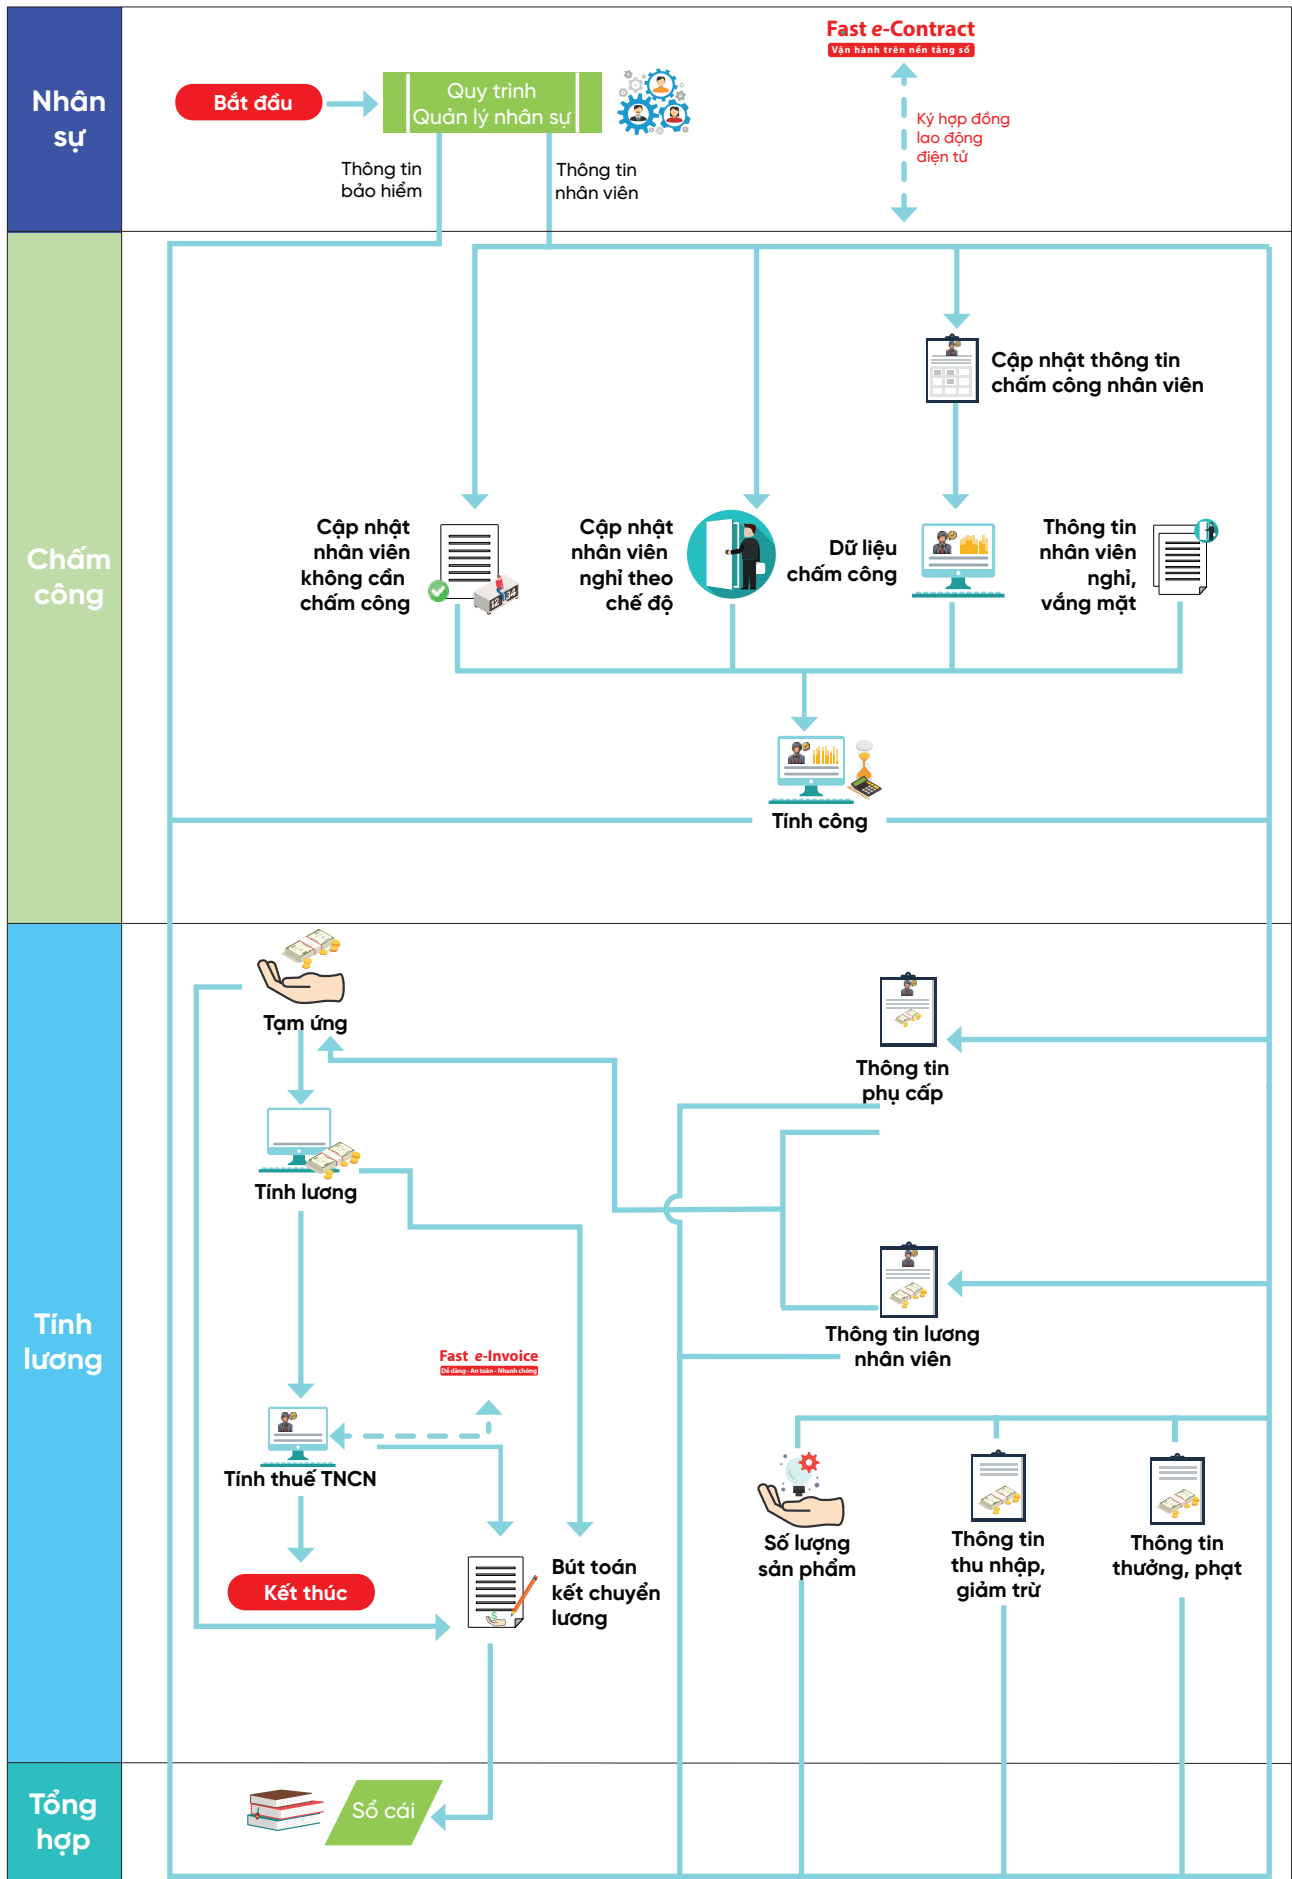 Nhân
sự
Bắt đầu
Quy trình
Quản lý nhân sự
Fast e-Contract
Vận hành trên nền tảng số
Ký hợp đồng
lao động
điện tử
Thông tin
bảo hiểm
Thông tin
nhân viên
Chấm
công
Cập nhật thông tin
chấm công nhân viên
Cập nhật
nhân viên
không cần
chấm công
Cập nhật
nhân viên
nghỉ theo
chế độ
Dữ liệu
chấm công
Thông tin
nhân viên
nghỉ,
vắng mặt
Tính công
Tính
lương
Tạm ứng
Thông tin
phụ cấp
Tính lương
Thông tin lương
nhân viên
Fast e-Invoice
Dễ dàng - An toàn - Nhanh chóng
Tính thuế TNCN
Số lượng
sản phẩm
Thông tin
thu nhập,
giảm trừ
Thông tin
thưởng, phạt
Kết thúc
Bút toán
kết chuyển
lương
Tổng
hợp
Sổ cái